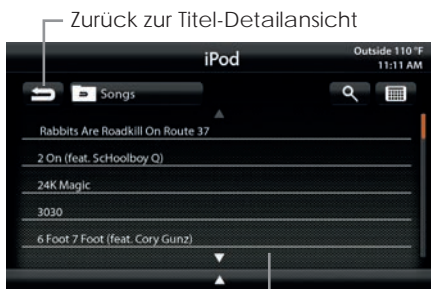 Zurück zur Titel-Detailansicht
iPod
Outside 110 °F
11:11 AM
Songs
Rabbits Are Roadkill On Route 37
2 On (feat. ScHoolboy Q)
24K Magic
3030
6 Foot 7 Foot (feat. Cory Gunz)